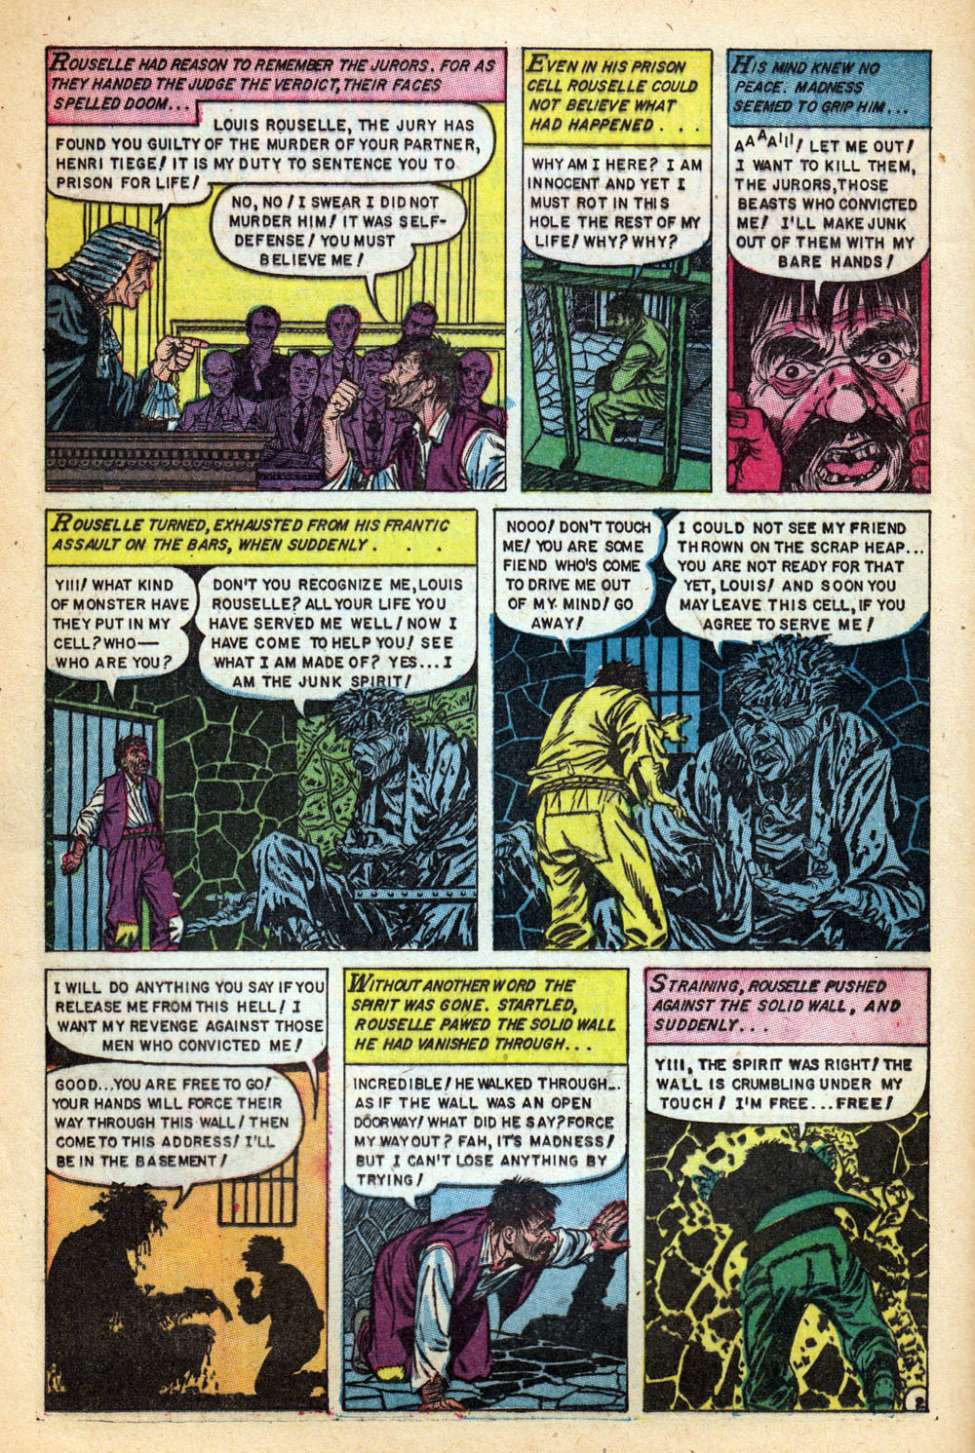 ROUSELLE HAD REASON TO REMEMBER THE JURORS. FOR AS
THEY HANDED THE JUDGE THE VERDICT, THEIR FACES
SPELLED DOOM...
LOUIS ROUSELLE, THE JURY HAS
FOUND YOU GUILTY OF THE MURDER OF YOUR PARTNER,
HENRI TIEGE! IT IS MY DUTY TO SENTENCE YOU TO
PRISON FOR LIFE!
NO, NO! I SWEAR I DID NOT
MURDER HIM! IT WAS SELF-
DEFENSE! YOU MUST
BELIEVE ME!
EVEN IN HIS PRISON
CELL ROUSELLE COULD
NOT BELIEVE WHAT
HAD HAPPENED . . .
WHY AM I HERE? I AM
INNOCENT AND YET I
MUST ROT IN THIS
HOLE THE REST OF MY
LIFE! WHY? WHY?
HIS MIND KNEW NO
PEACE. MADNESS
SEEMED TO GRIP HIM...
AAAAIII! LET ME OUT!
I WANT TO KILL THEM,
THE JURORS, THOSE
BEASTS WHO CONVICTED
ME! I'LL MAKE JUNK
OUT OF THEM WITH MY
BARE HANDS!
ROUSELLE TURNED, EXHAUSTED FROM HIS FRANTIC
ASSAULT ON THE BARS, WHEN SUDDENLY . . . .
YIII! WHAT KIND
OF MONSTER HAVE
THEY PUT IN MY
CELL? WHO—
WHO ARE YOU?
DON'T YOU RECOGNIZE ME, LOUIS
ROUSELLE? ALL YOUR LIFE YOU
HAVE SERVED ME WELL! NOW I
HAVE COME TO HELP YOU! SEE
WHAT I AM MADE OF? YES...I
AM THE JUNK SPIRIT!
NOOO! DON'T TOUCH
ME! YOU ARE SOME
FIEND WHO'S COME
TO DRIVE ME OUT
OF MY MIND! GO
AWAY!
I COULD NOT SEE MY FRIEND
THROWN ON THE SCRAP HEAP...
YOU ARE NOT READY FOR THAT
YET, LOUIS! AND SOON YOU
MAY LEAVE THIS CELL, IF YOU
AGREE TO SERVE ME!
I WILL DO ANYTHING YOU SAY IF YOU
RELEASE ME FROM THIS HELL! I
WANT MY REVENGE AGAINST THOSE
MEN WHO CONVICTED ME!
GOOD...YOU ARE FREE TO GO!
YOUR HANDS WILL FORCE THEIR
WAY THROUGH THIS WALL! THEN
COME TO THIS ADDRESS! I'LL
BE IN THE BASEMENT!
WITHOUT ANOTHER WORD THE
SPIRIT WAS GONE. STARTLED,
ROUSELLE PAWED THE SOLID WALL
HE HAD VANISHED THROUGH...
INCREDIBLE! HE WALKED THROUGH...
AS IF THE WALL WAS AN OPEN
DOORWAY! WHAT DID HE SAY? FORCE
MY WAY OUT? FAH, IT'S MADNESS!
BUT I CAN'T LOSE ANYTHING BY
TRYING!
STRAINING, ROUSELLE PUSHED
AGAINST THE SOLID WALL, AND
SUDDENLY...
YIII, THE SPIRIT WAS RIGHT! THE
WALL IS CRUMBLING UNDER MY
TOUCH! I'M FREE...FREE!
2